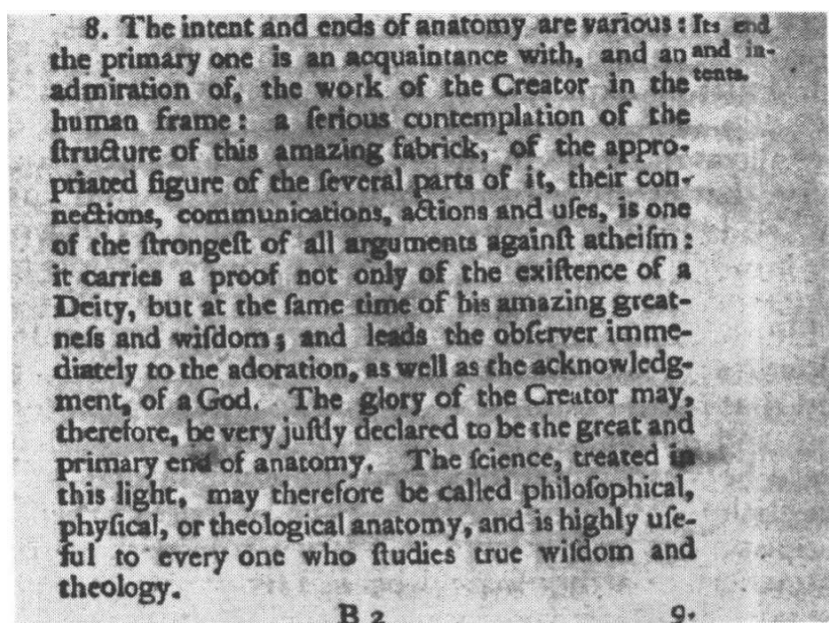 8. The intent and ends of anatomy are various: Its end
the primary one is an acquaintance with, and an and in-
admiration of, the work of the Creator in the tents.
human frame: a ſerious contemplation of the
ſtructure of this amazing fabrick, of the appro-
priated figure of the ſeveral parts of it, their con-
nections, communications, actions and uſes, is one
of the ſtrongeſt of all arguments againſt atheiſm:
it carries a proof not only of the exiſtence of a
Deity, but at the ſame time of his amazing great-
neſs and wiſdom; and leads the obſerver imme-
diately to the adoration, as well as the acknowledg-
ment, of a God. The glory of the Creator may,
therefore, be very juſtly declared to be the great and
primary end of anatomy. The ſcience, treated in
this light, may therefore be called philoſophical,
phyſical, or theological anatomy, and is highly uſe-
ful to every one who ſtudies true wiſdom and
theology.
B 2 9.